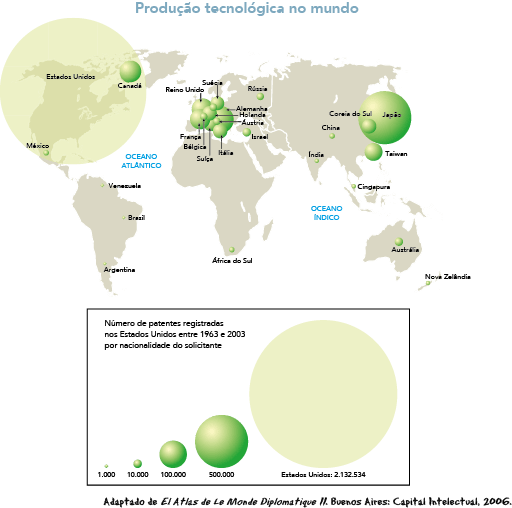 Produção tecnológica no mundo
Estados Unidos
Canadá
México
OCEANO
ATLÂNTICO
Venezuela
Brasil
Argentina
Suécia
Reino Unido
Rússia
Alemanha
Holanda
Áustria
França
Bélgica
Suíça
Itália
Israel
Coreia do Sul
Japão
China
Taiwan
Índia
Cingapura
OCEANO
ÍNDICO
África do Sul
Austrália
Nova Zelândia
Número de patentes registradas
nos Estados Unidos entre 1963 e 2003
por nacionalidade do solicitante
1.000 10.000 100.000 500.000 Estados Unidos: 2.132.534
Adaptado de El Atlas de Le Monde Diplomatique II. Buenos Aires: Capital Intelectual, 2006.